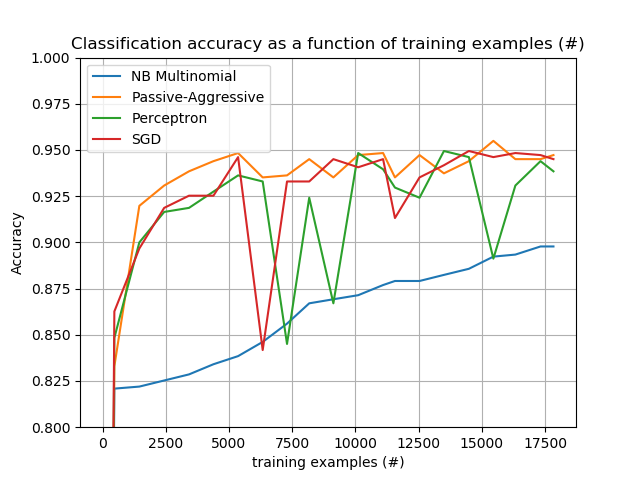 Classification accuracy as a function of training examples (#)
1.000
0.975
0.950
0.925
0.900
0.875
0.850
0.825
0.800
Accuracy
NB Multinomial
Passive-Aggressive
Perceptron
SGD
0 2500 5000 7500 10000 12500 15000 17500
training examples (#)